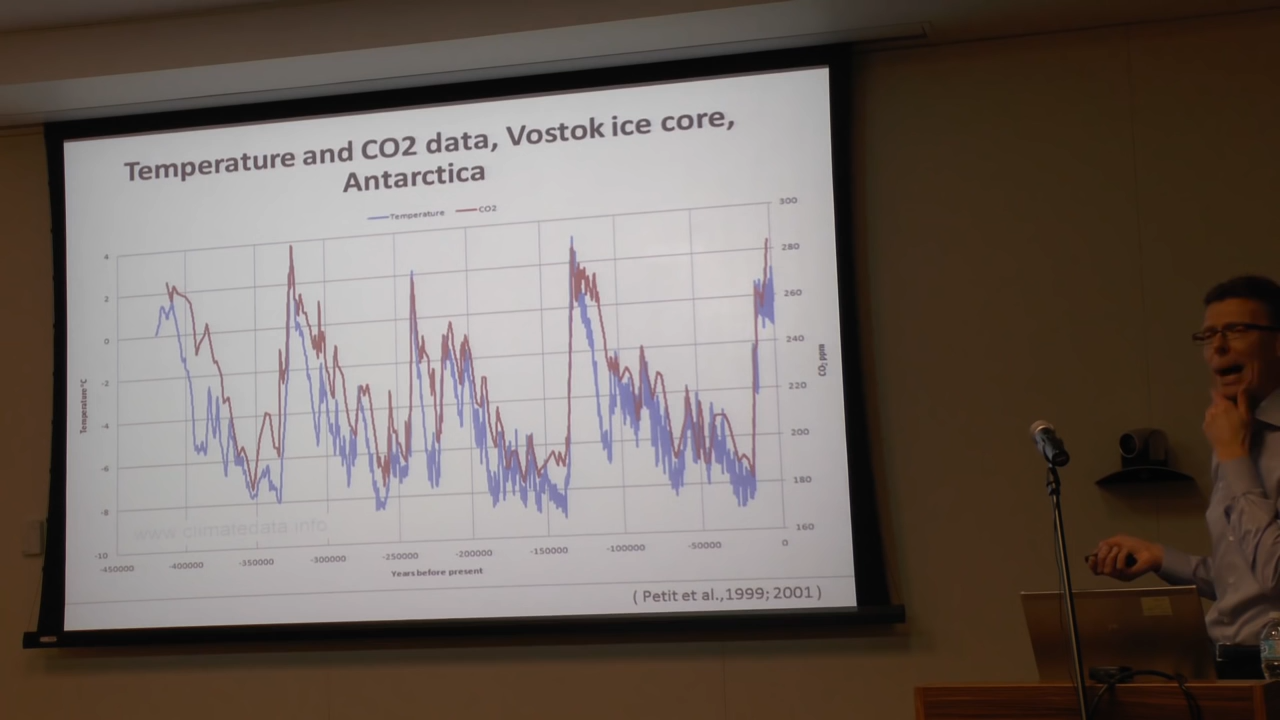 Temperature and CO2 data, Vostok ice core,
Antarctica
Temperature CO2
300
4
280
2
260
0
240
-2
220
-4
200
-6
180
-8
160
-10
Temperature °C
CO₂ ppm
www.climatedata.info
-450000 -400000 -350000 -300000 -250000 -200000 -150000 -100000 -50000 0
Years before present
( Petit et al.,1999; 2001 )